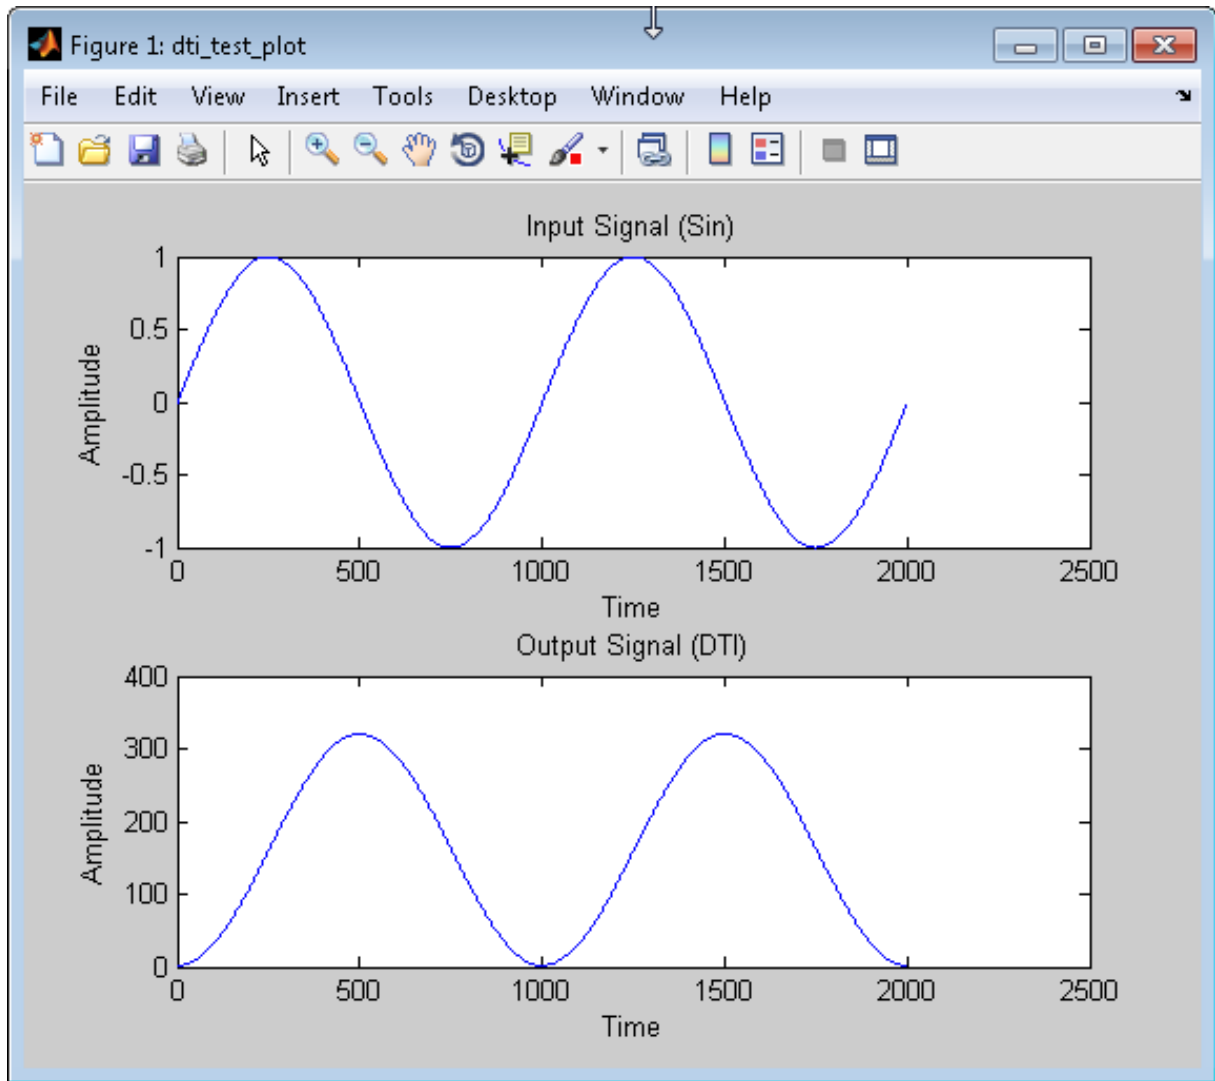 Figure 1: dti_test_plot
File Edit View Insert Tools Desktop Window Help
Input Signal (Sin)
1
0.5
0
-0.5
-1
Amplitude
0 500 1000 1500 2000 2500
Time
Output Signal (DTI)
400
300
200
100
0
Amplitude
0 500 1000 1500 2000 2500
Time